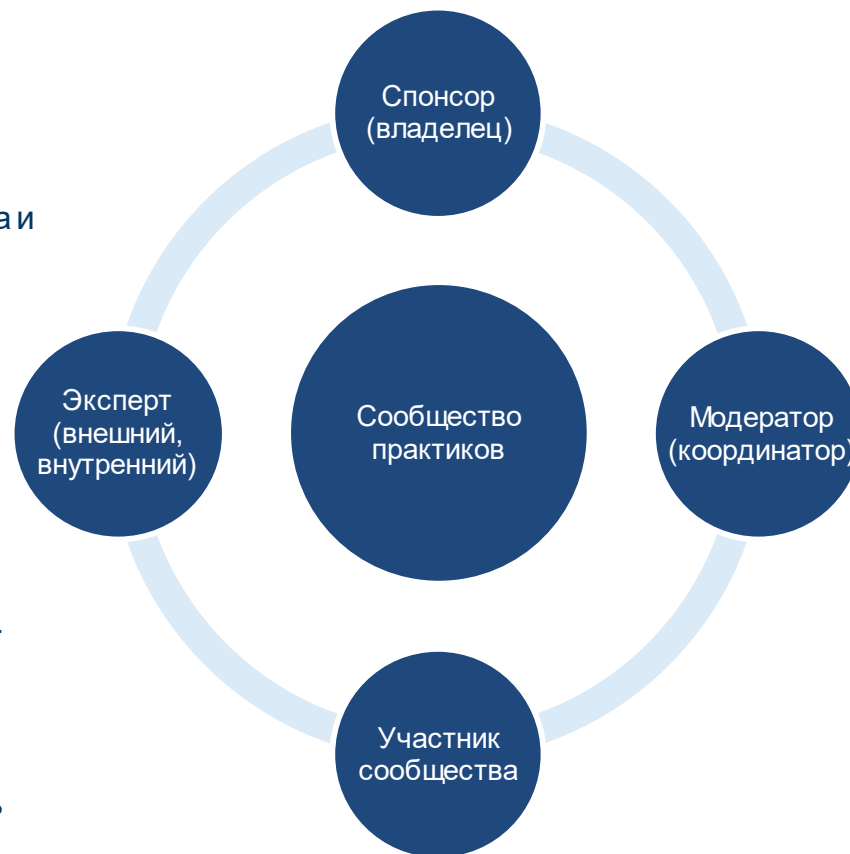 Спонсор
(владелец)
а и
Эксперт
(внешний,
внутренний)
Сообщество
практиков
Модератор
(координатор)
.
Участник
сообщества